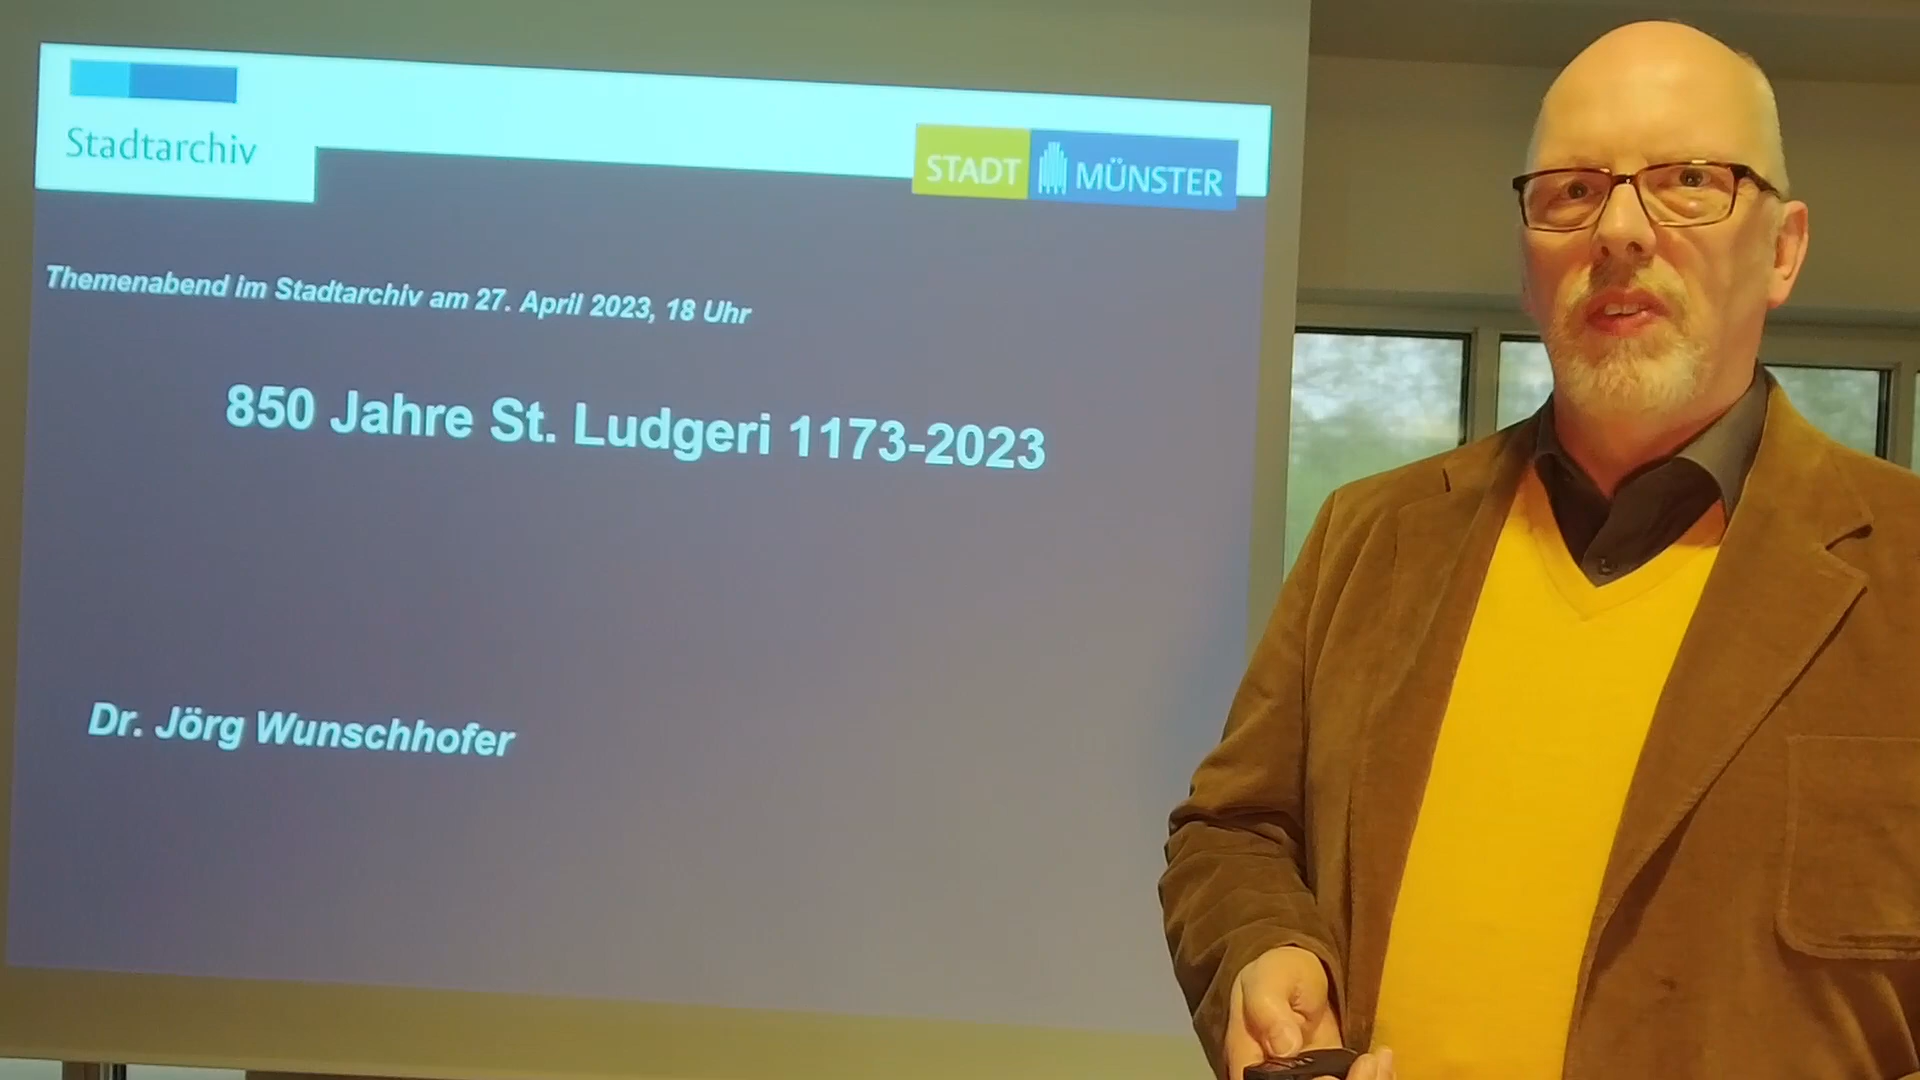 Stadtarchiv
STADT MÜNSTER
Themenabend im Stadtarchiv am 27. April 2023, 18 Uhr
850 Jahre St. Ludgeri 1173-2023
Dr. Jörg Wunschhofer